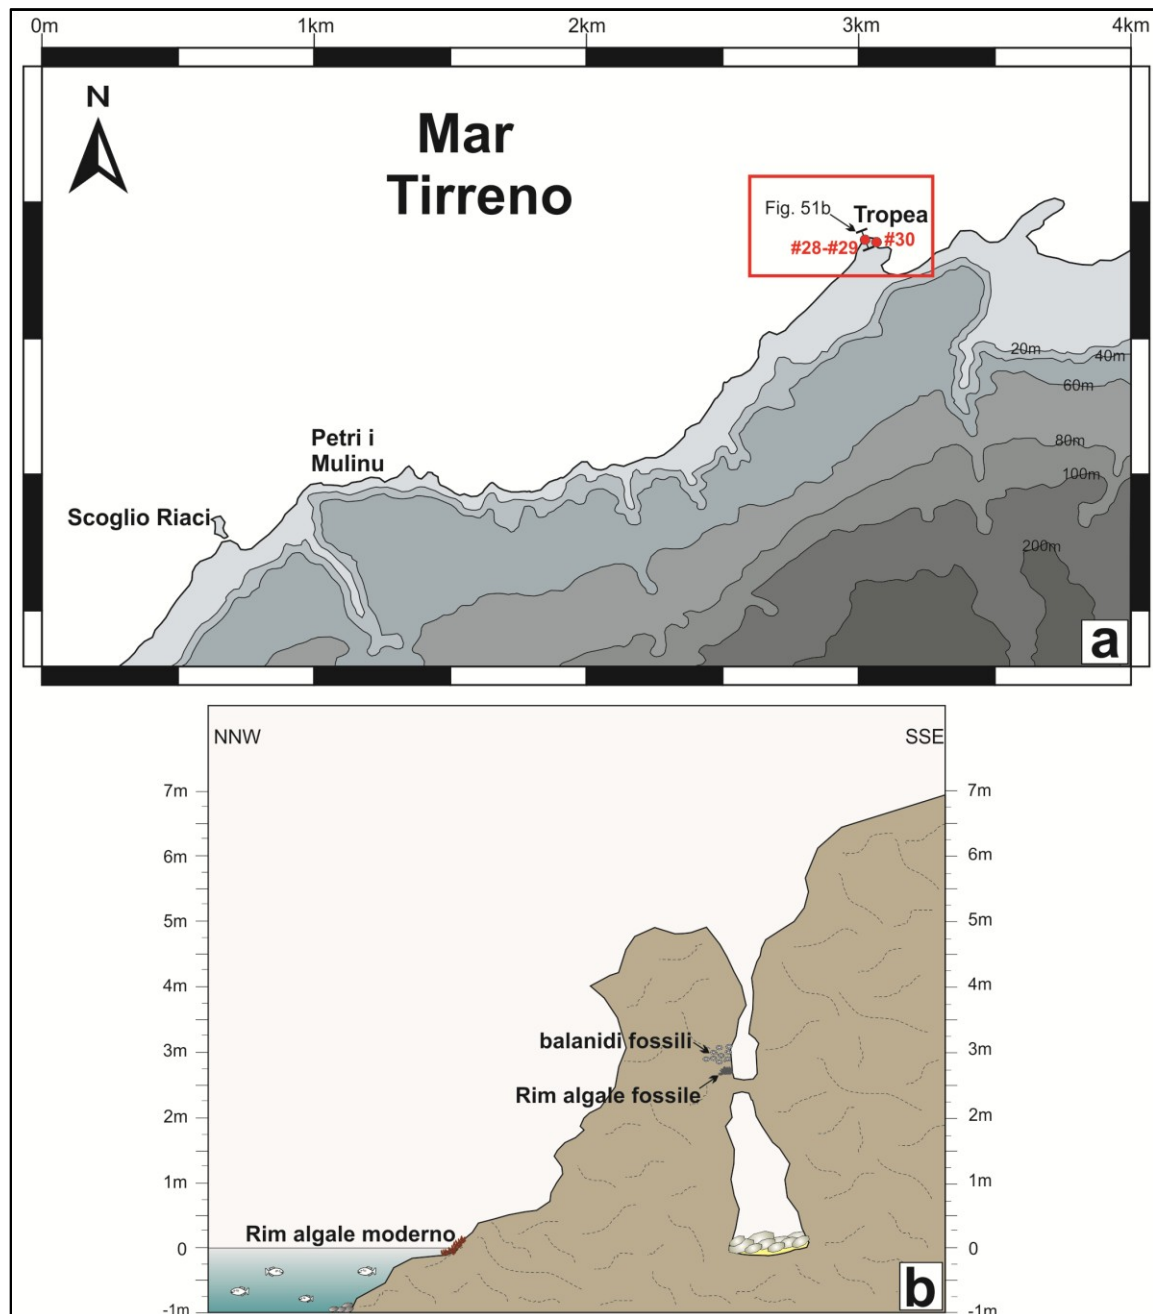 0m 1km 2km 3km 4km
N
Mar
Tirreno
Fig. 51b
Tropea
#28-#29 #30
20m 40m
60m
Petri i
Mulinu
80m
100m
Scoglio Riaci
200m
a
NNW SSE
7m 7m
6m 6m
5m 5m
4m 4m
balanidi fossili
3m 3m
Rim algale fossile
2m 2m
1m 1m
Rim algale moderno
0 0
b
-1m -1m